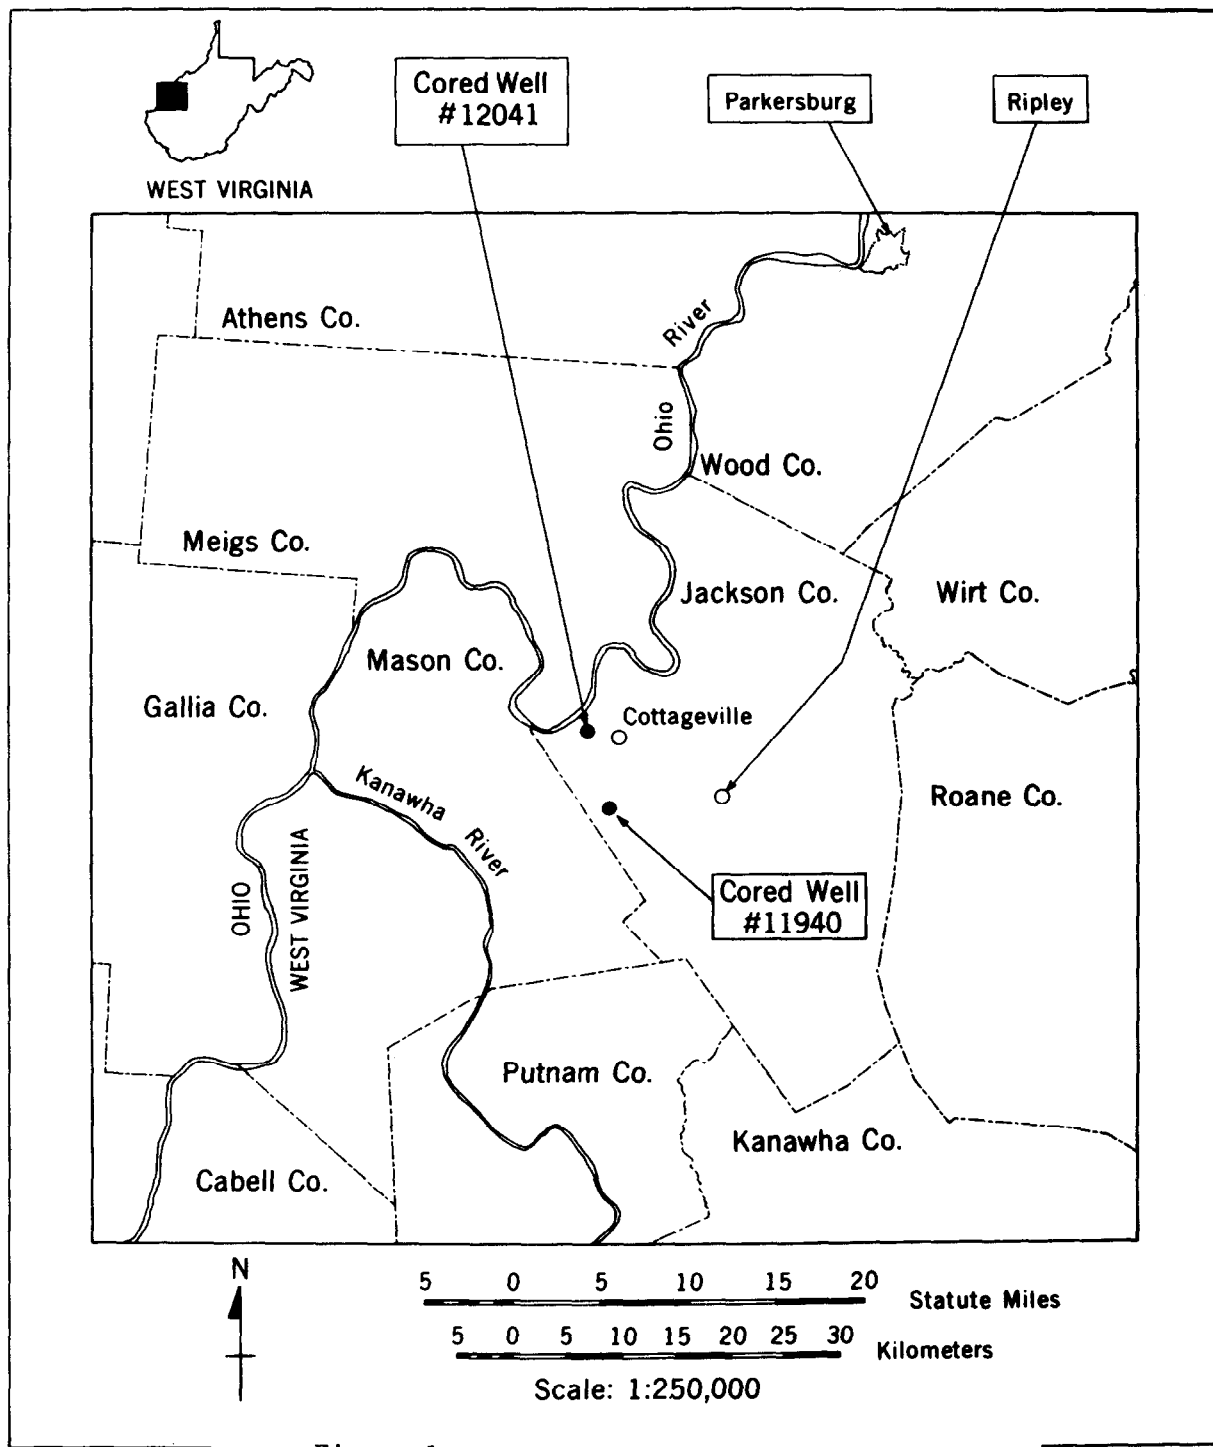 Cored Well
#12041
Parkersburg
Ripley
WEST VIRGINIA
Athens Co.
River
Ohio
Wood Co.
Meigs Co.
Jackson Co.
Wirt Co.
Mason Co.
Gallia Co.
Cottageville
Kanawha
River
Roane Co.
OHIO
WEST VIRGINIA
Cored Well
#11940
Putnam Co.
Kanawha Co.
Cabell Co.
N
5 0 5 10 15 20
Statute Miles
5 0 5 10 15 20 25 30
Kilometers
Scale: 1:250,000